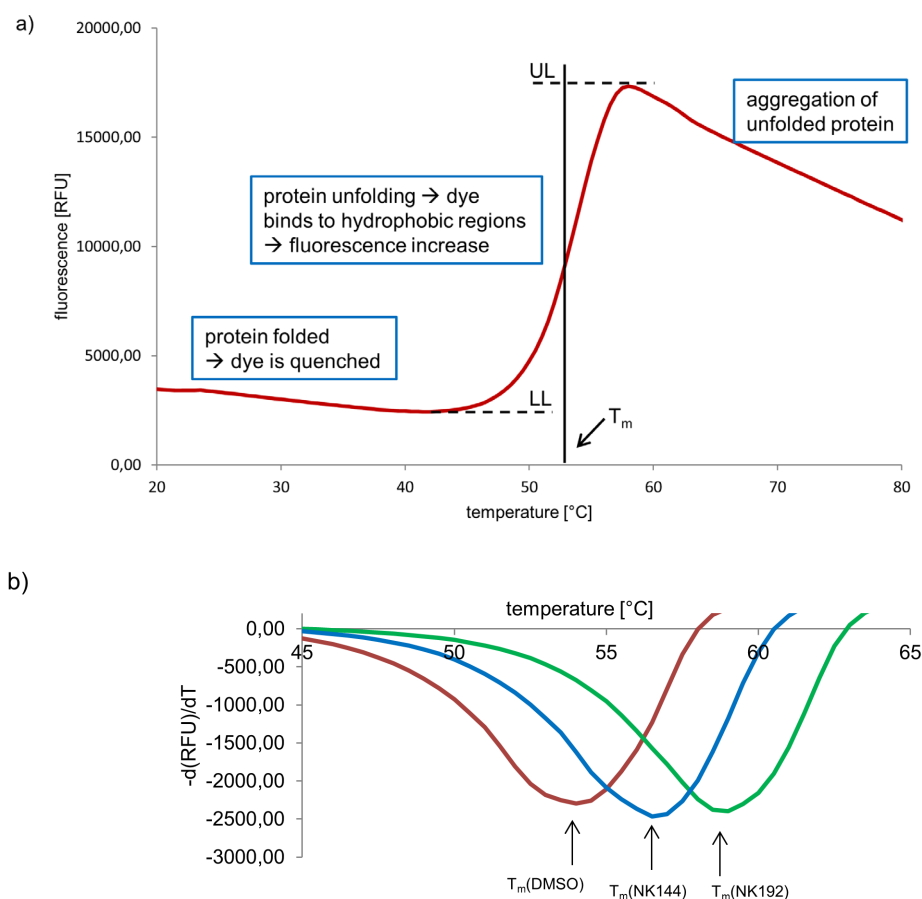 a)
20000,00
15000,00
10000,00
5000,00
0,00
fluorescence [RFU]
UL
aggregation of
unfolded protein
protein unfolding → dye
binds to hydrophobic regions
→ fluorescence increase
protein folded
→ dye is quenched
LL
Tm
20 30 40 50 60 70 80
temperature [°C]
b)
temperature [°C]
0,00
45 50 55 60 65
-500,00
-1000,00
-1500,00
-2000,00
-2500,00
-3000,00
-d(RFU)/dT
Tm(DMSO) Tm(NK144) Tm(NK192)